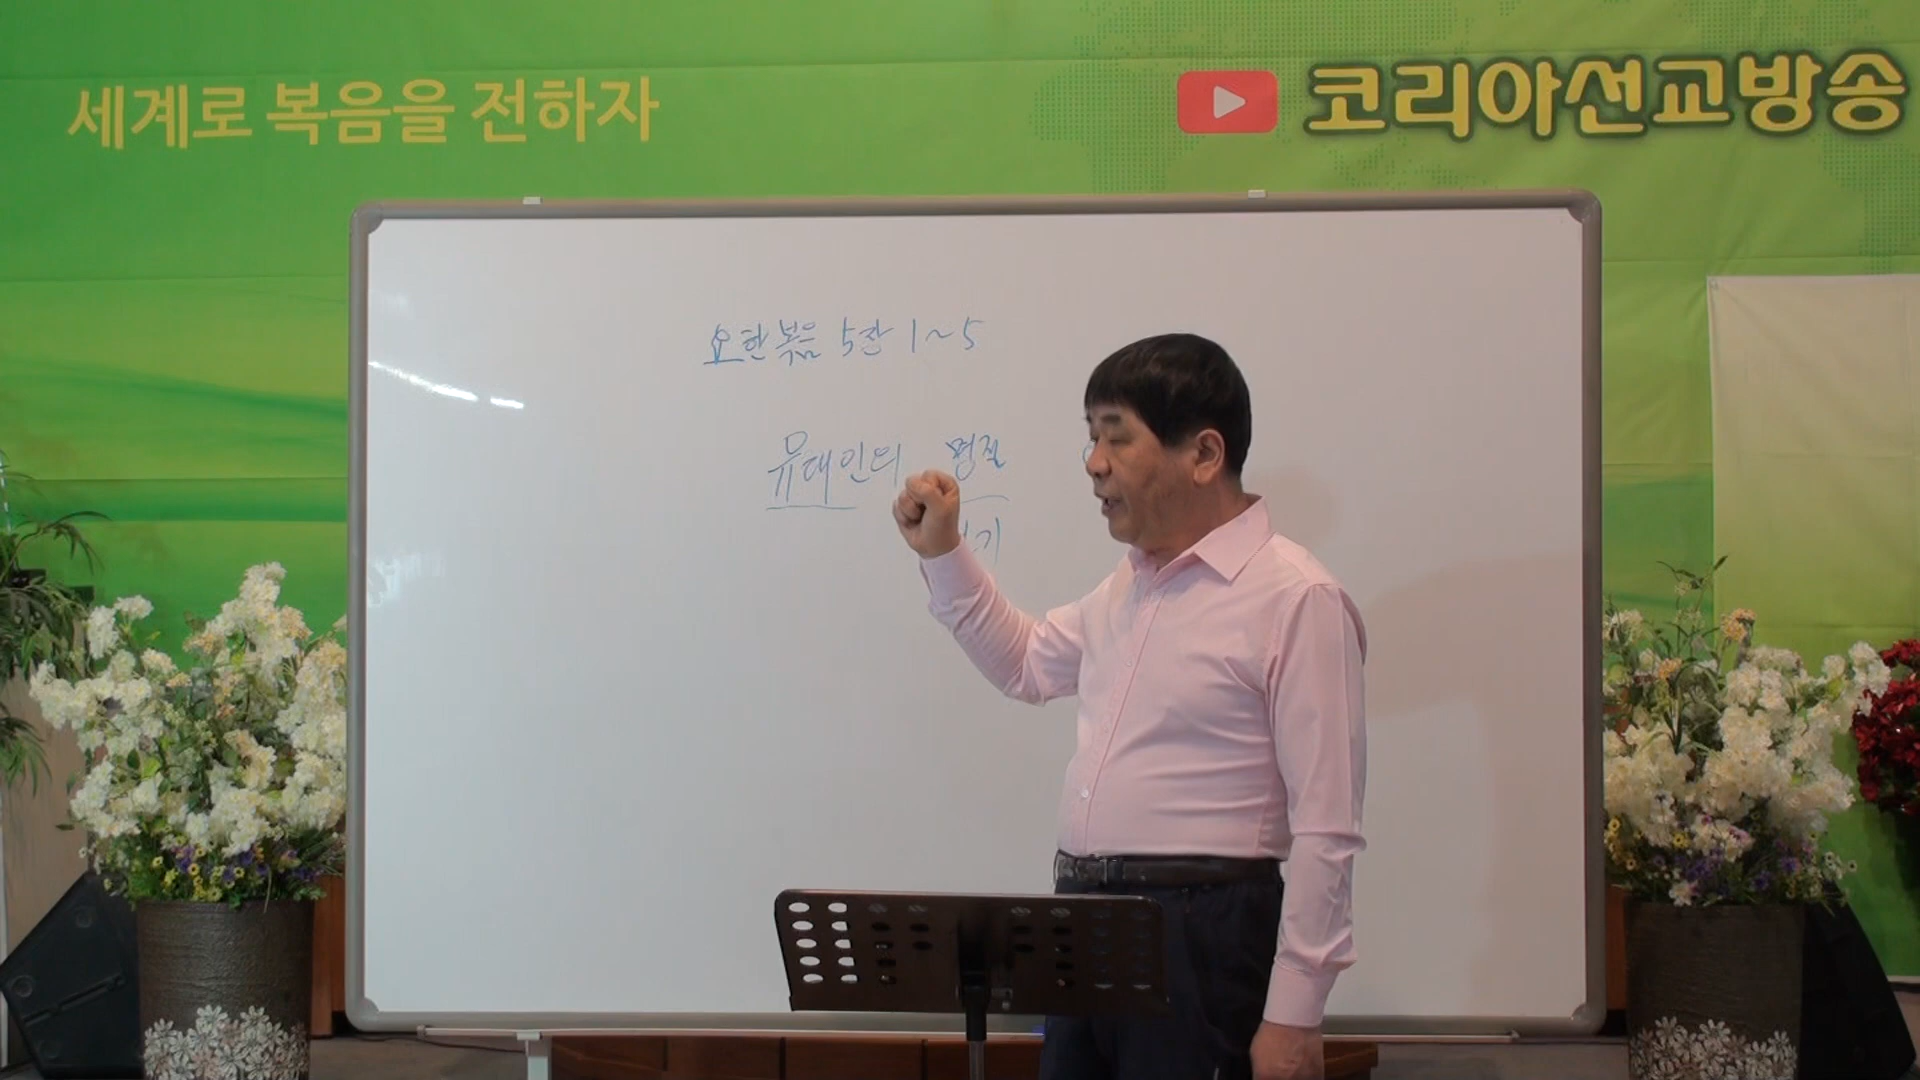 세계로 복음을 전하자
코리아선교방송
요한복음 5장 1~5
유대인의 명절